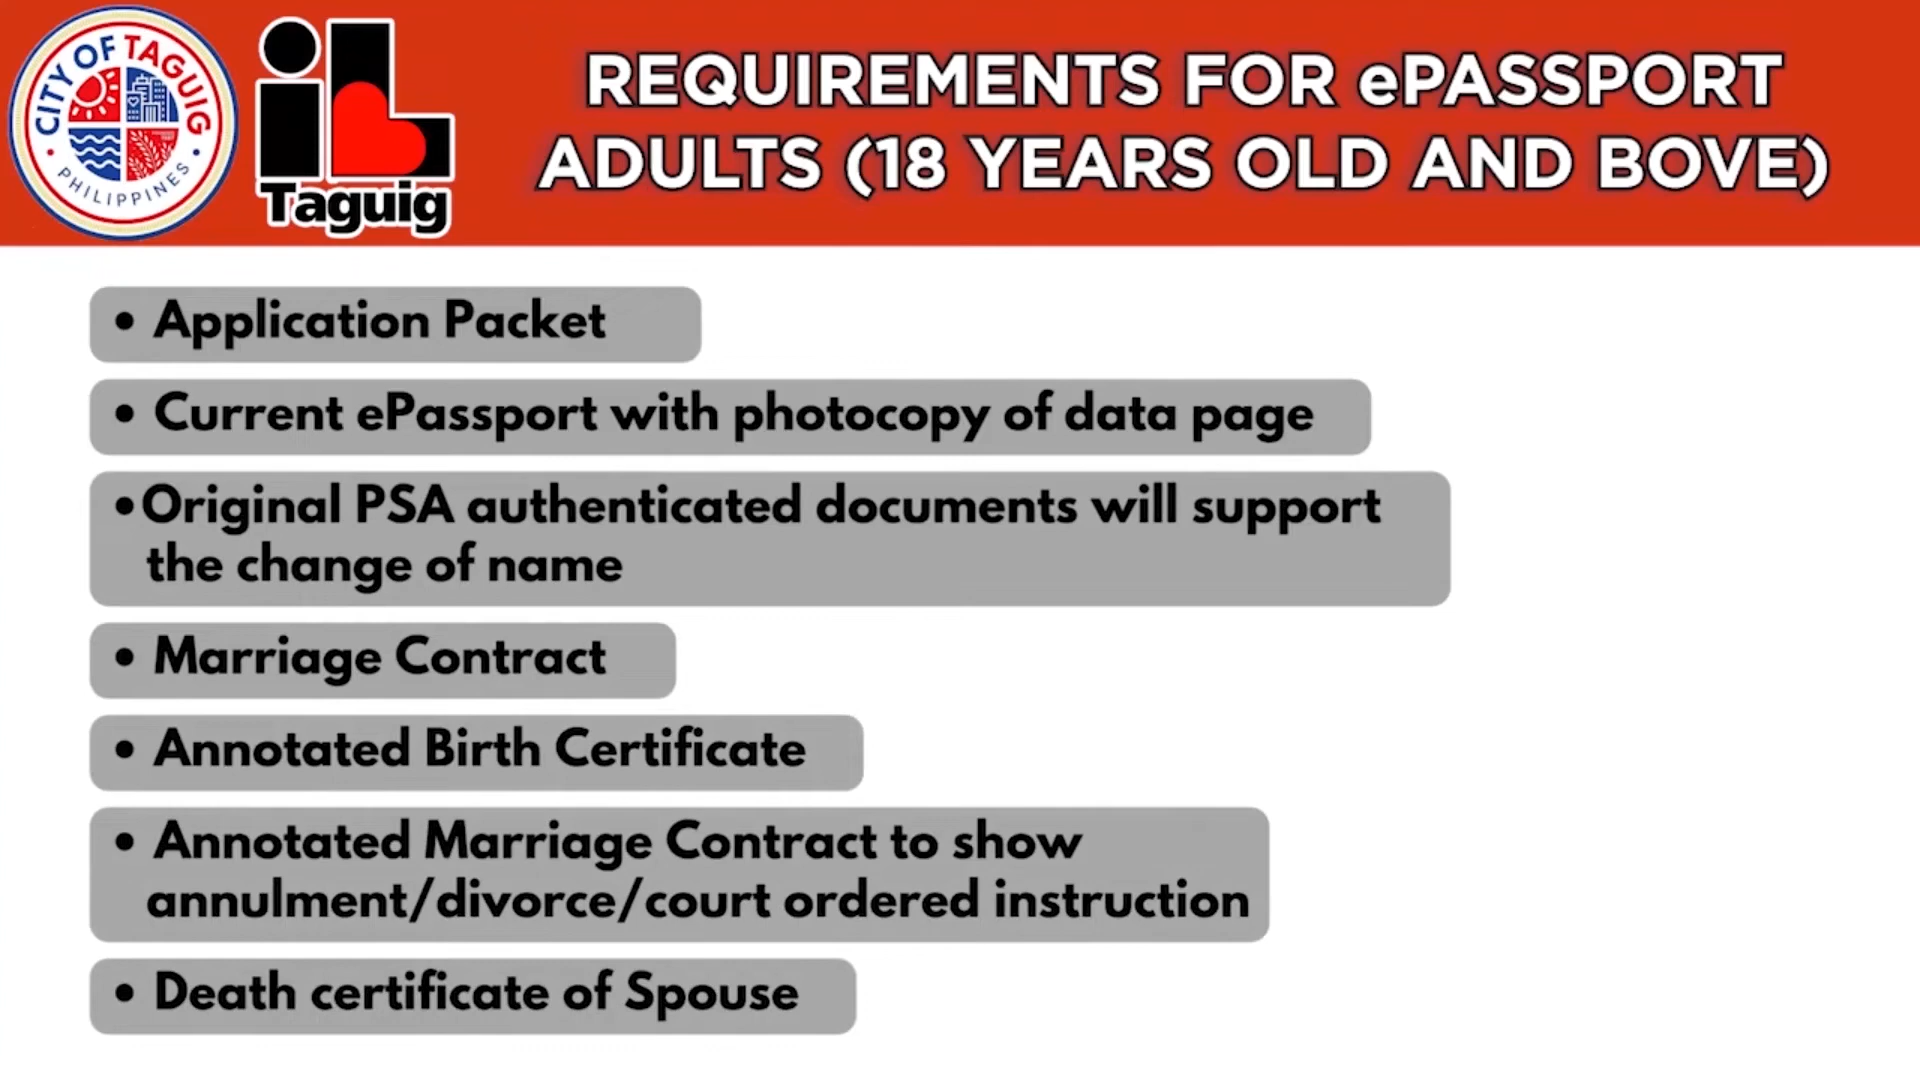 CITY OF TAGUIG
PHILIPPINES
iL
Taguig
REQUIREMENTS FOR ePASSPORT
ADULTS (18 YEARS OLD AND BOVE)
• Application Packet
• Current ePassport with photocopy of data page
• Original PSA authenticated documents will support
the change of name
• Marriage Contract
• Annotated Birth Certificate
• Annotated Marriage Contract to show
annulment/divorce/court ordered instruction
• Death certificate of Spouse